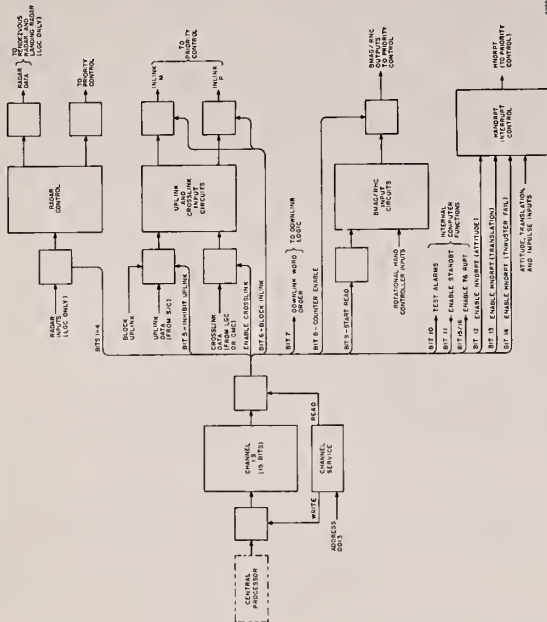 CENTRAL
PROCESSOR
WRITE
READ
CHANNEL
13
(15 BITS)
CHANNEL
SERVICE
ADDRESS
0013
RADAR
INPUTS
(LGC ONLY)
BITS 1-4
RADAR
CONTROL
RADAR
DATA
TO
RENDEZVOUS
RADAR, AND
LANDING RADAR
(LGC ONLY)
TO
PRIORITY
CONTROL
BLOCK
UPLINK
UPLINK
DATA
(FROM S/C)
BIT 5-INHIBIT UPLINK
CROSSLINK
DATA
(FROM LGC
OR CMC)
ENABLE CROSSLINK
BIT 6-BLOCK INLINK
UPLINK
AND
CROSSLINK
INPUT
CIRCUITS
INLINK
M
INLINK
P
TO
PRIORITY
CONTROL
BIT 7
DOWNLINK WORD
ORDER
TO DOWNLINK
LOGIC
BIT 8-COUNTER ENABLE
BIT 9-START READ
ROTATIONAL HAND
CONTROLLER INPUTS
BMAG/RHC
INPUT
CIRCUITS
BMAG/RHC
OUTPUTS
TO PRIORITY
CONTROL
BIT 10
TEST ALARMS
BIT 11
ENABLE STANDBY
BIT 15/16
ENABLE T6 RUPT
INTERNAL
COMPUTER
FUNCTIONS
BIT 12 ENABLE HNDRPT (ATTITUDE)
BIT 13 ENABLE HNDRPT (TRANSLATION)
BIT 14 ENABLE HNDRPT (THRUSTER FAIL)
ATTITUDE, TRANSLATION,
AND IMPULSE INPUTS
HANDRPT
INTERRUPT
CONTROL
HNDRPT
(TO PRIORITY
CONTROL)